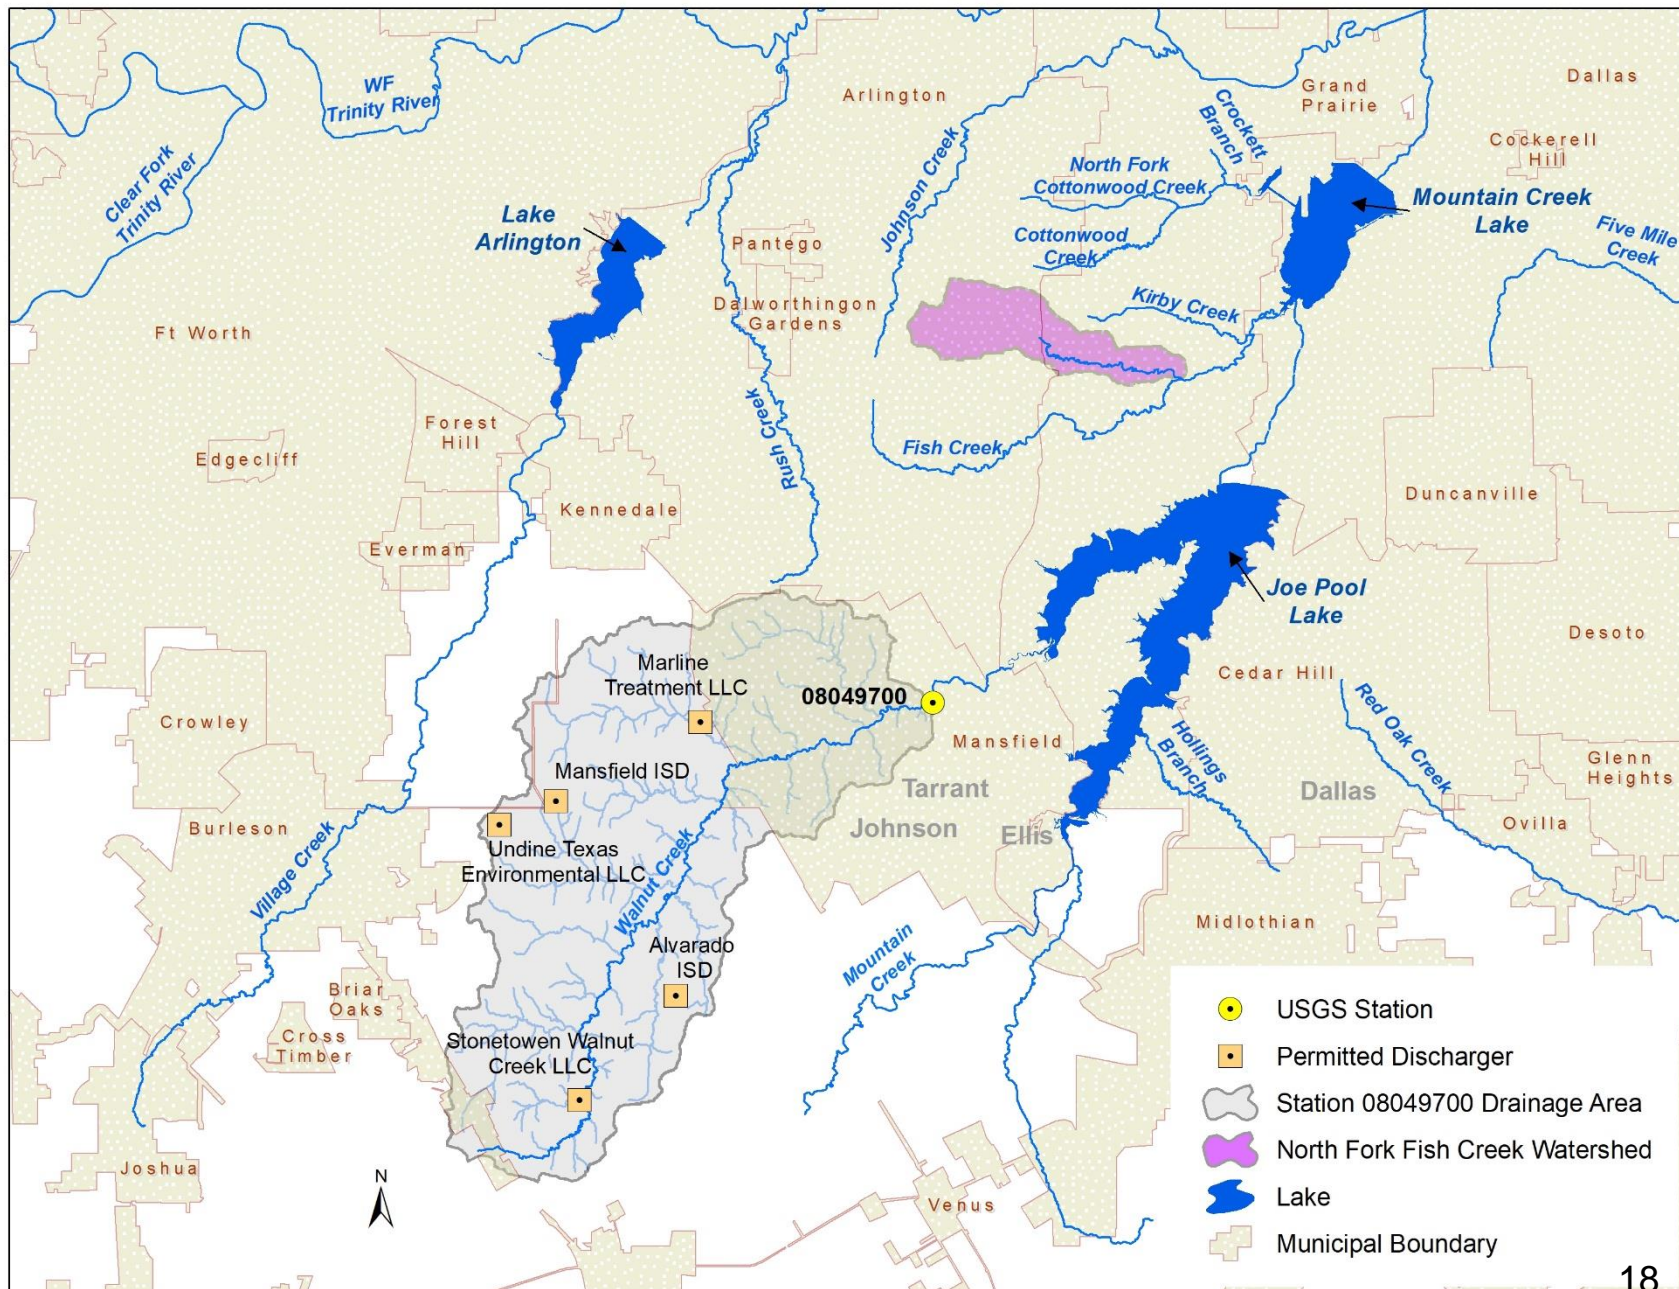 WF
Trinity River
Clear Fork
Trinity River
Arlington
Johnson Creek
Crockett
Branch
Grand
Prairie
Dallas
Cockerell
Hill
North Fork
Cottonwood Creek
Mountain Creek
Lake
Lake
Arlington
Pantego
Cottonwood
Creek
Five Mile
Creek
Kirby Creek
Dalworthingon
Gardens
Ft Worth
Rush Creek
Forest
Hill
Fish Creek
Edgecliff
Kennedale
Duncanville
Everman
Joe Pool
Lake
Desoto
Marline
Treatment LLC
08049700
Cedar Hill
Crowley
Mansfield
Hollings
Branch
Red Oak Creek
Glenn
Heights
Mansfield ISD
Tarrant
Dallas
Burleson
Johnson
Ellis
Ovilla
Undine Texas
Environmental LLC
Village Creek
Walnut Creek
Midlothian
Alvarado
ISD
Mountain
Creek
Briar
Oaks
Cross
Timber
Stonetowen Walnut
Creek LLC
Joshua
N
Venus
USGS Station
Permitted Discharger
Station 08049700 Drainage Area
North Fork Fish Creek Watershed
Lake
Municipal Boundary
18